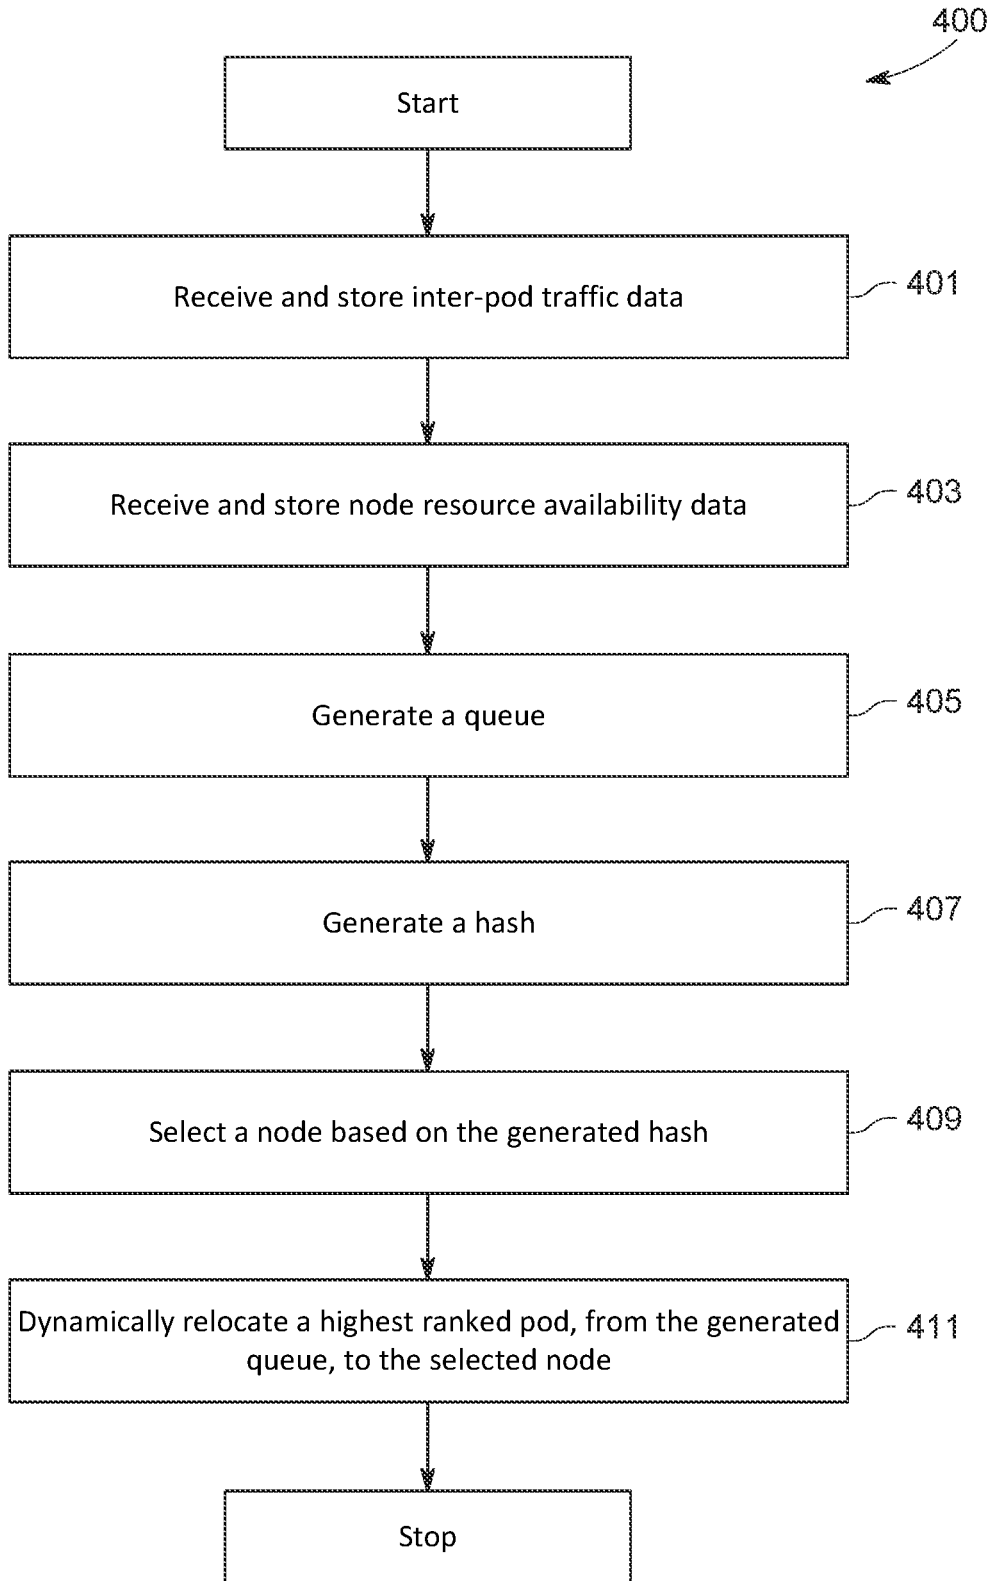 400
Start
Receive and store inter-pod traffic data
401
Receive and store node resource availability data
403
Generate a queue
405
Generate a hash
407
Select a node based on the generated hash
409
Dynamically relocate a highest ranked pod, from the generated
queue, to the selected node
411
Stop